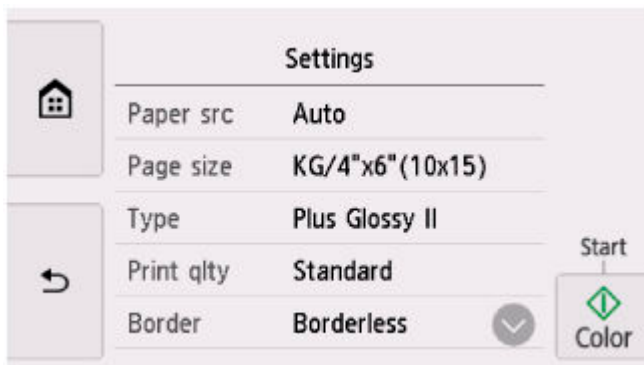 Settings
Paper src Auto
Page size KG/4"x6"(10x15)
Type Plus Glossy II
Print qlty Standard
Border Borderless
Start
Color